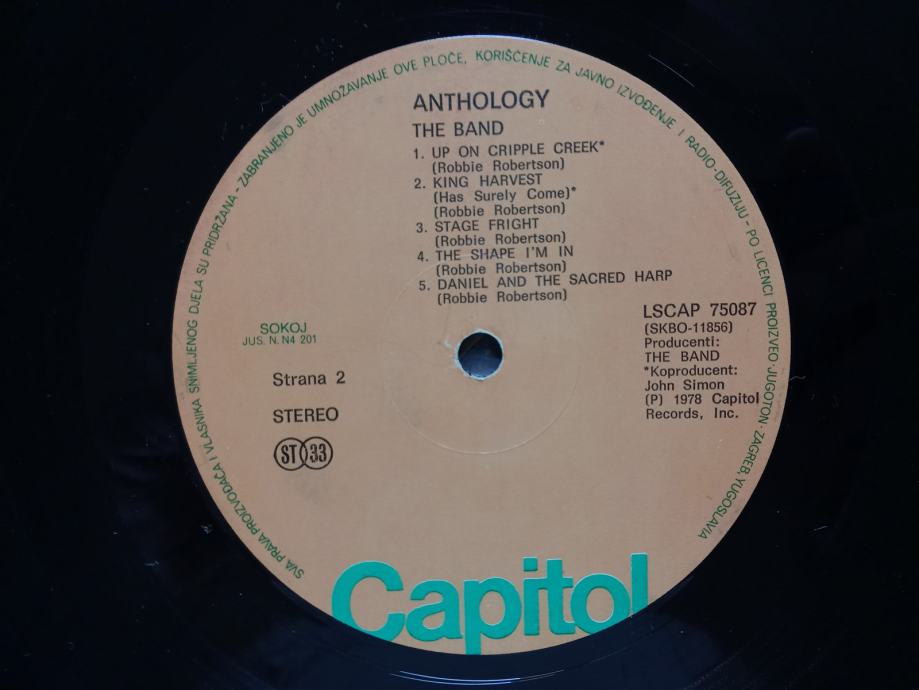 SVA PRAVA PROIZVOĐAČA I VLASNIKA SNIMLJENOG DJELA SU PRIDRŽANA - ZABRANJENO JE UMNOŽAVANJE OVE PLOČE, KORIŠĆENJE ZA JAVNO IZVOĐENJE I RADIO-DIFUZIJU - PO LICENCI PROIZVEO JUGOTON - ZAGREB, YUGOSLAVIA
ANTHOLOGY
THE BAND
1. UP ON CRIPPLE CREEK*
(Robbie Robertson)
2. KING HARVEST
(Has Surely Come)*
(Robbie Robertson)
3. STAGE FRIGHT
(Robbie Robertson)
4. THE SHAPE I'M IN
(Robbie Robertson)
5. DANIEL AND THE SACRED HARP
(Robbie Robertson)
SOKOJ
JUS. N. N4 201
Strana 2
STEREO
ST 33
LSCAP 75087
(SKBO-11856)
Producenti:
THE BAND
*Koproducent:
John Simon
(P) 1978 Capitol
Records, Inc.
Capitol